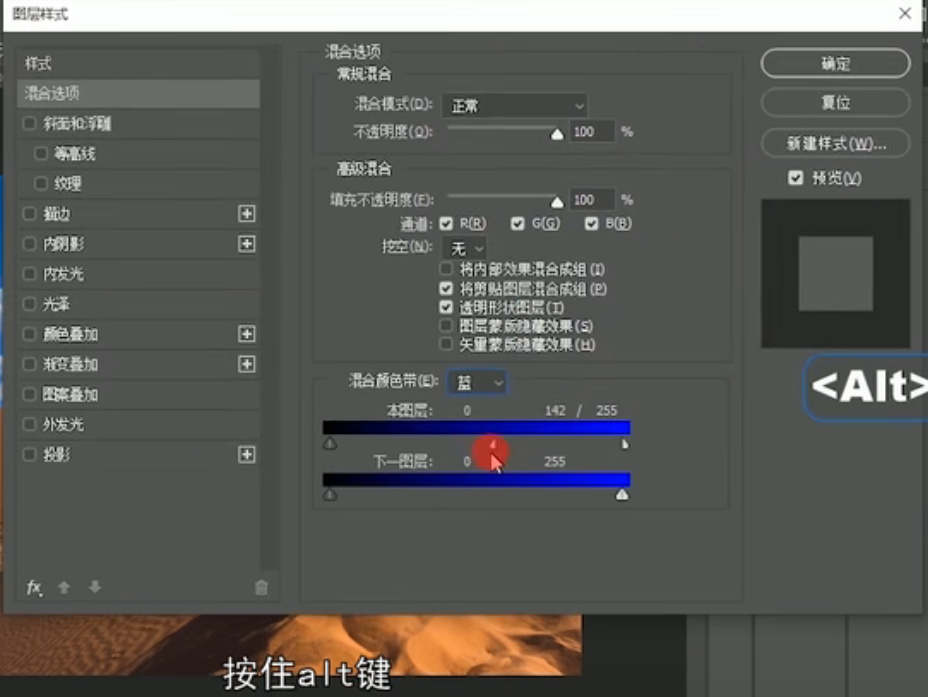 图层样式
样式
混合选项
斜面和浮雕
等高线
纹理
描边
内阴影
内发光
光泽
颜色叠加
渐变叠加
图案叠加
外发光
投影
fx
混合选项
常规混合
混合模式(D): 正常
不透明度(O): 100 %
高级混合
填充不透明度(F): 100 %
通道: R(R) G(G) B(B)
挖空(N): 无
将内部效果混合成组(I)
将剪贴图层混合成组(P)
透明形状图层(T)
图层蒙版隐藏效果(S)
矢量蒙版隐藏效果(H)
混合颜色带(E): 蓝
本图层: 0 142 / 255
下一图层: 0 255
确定
复位
新建样式(W)...
预览(V)
<Alt>
按住alt键